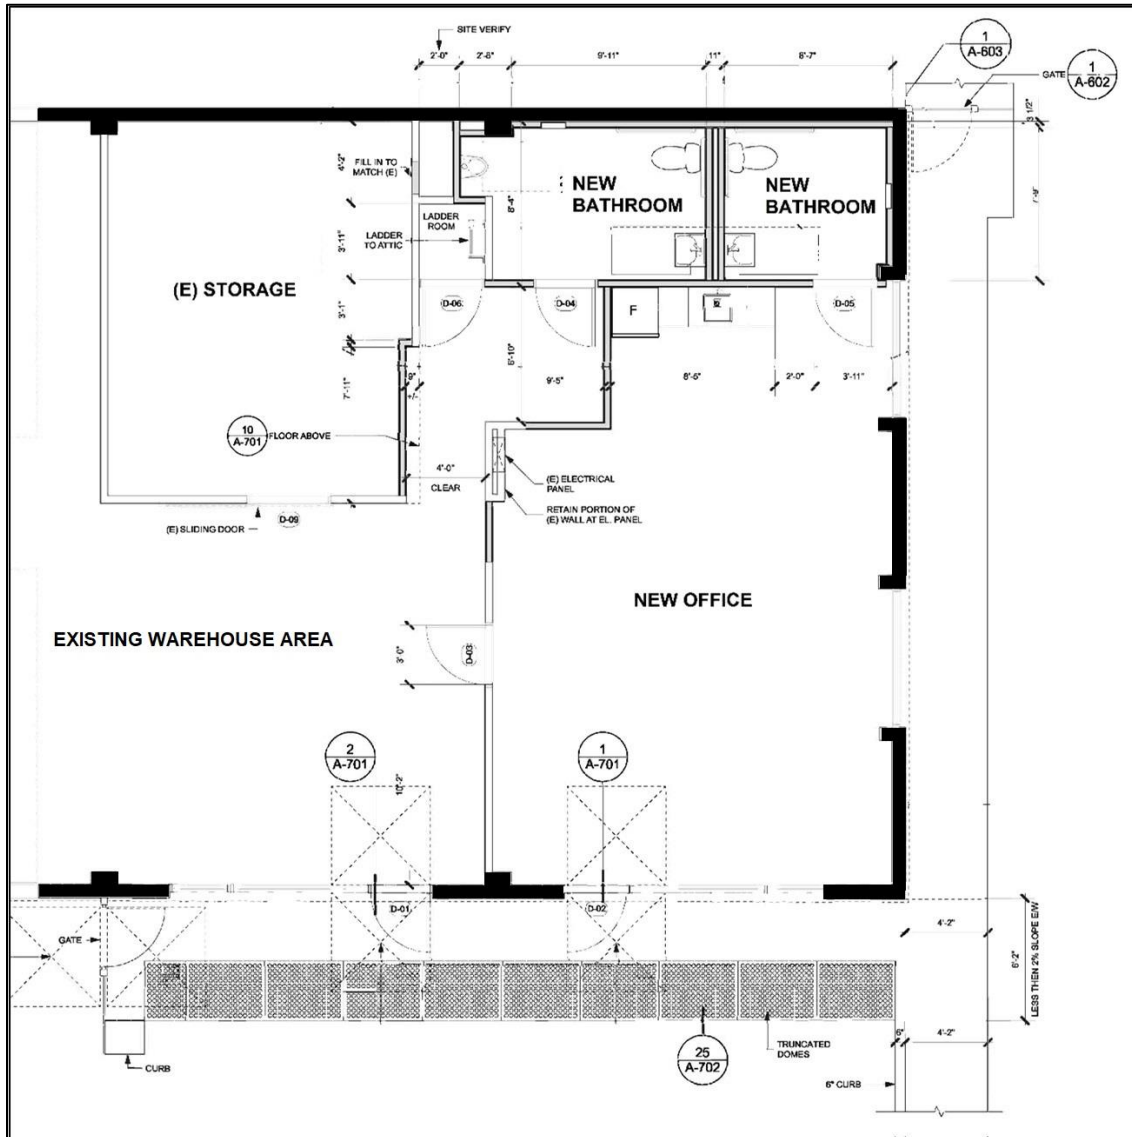 SITE VERIFY
2'-0"
2'-6"
9'-11"
11"
8'-7"
1
A-603
GATE
1
A-602
3 1/2"
7'-9"
4'-2"
FILL IN TO
MATCH (E)
NEW
BATHROOM
NEW
BATHROOM
8'-4"
LADDER
ROOM
LADDER
TO ATTIC
3'-11"
(E) STORAGE
3'-1"
D-06
D-04
F
D-05
6'-10"
7'-11"
9"
+/-
9'-5"
8'-5"
2'-0"
3'-11"
10
A-701
FLOOR ABOVE
4'-0"
CLEAR
(E) ELECTRICAL
PANEL
RETAIN PORTION OF
(E) WALL AT EL. PANEL
(E) SLIDING DOOR
D-09
NEW OFFICE
EXISTING WAREHOUSE AREA
3'-0"
D-03
2
A-701
1
A-701
10'-2"
D-01
D-02
GATE
4'-2"
6'-2"
LESS THEN 2% SLOPE E/W
6"
4'-2"
TRUNCATED
DOMES
25
A-702
CURB
6" CURB